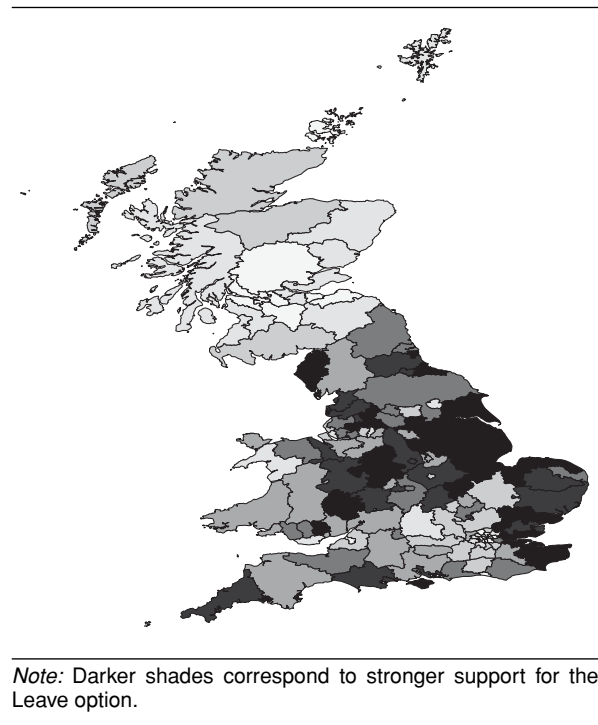 Note: Darker shades correspond to stronger support for the
Leave option.